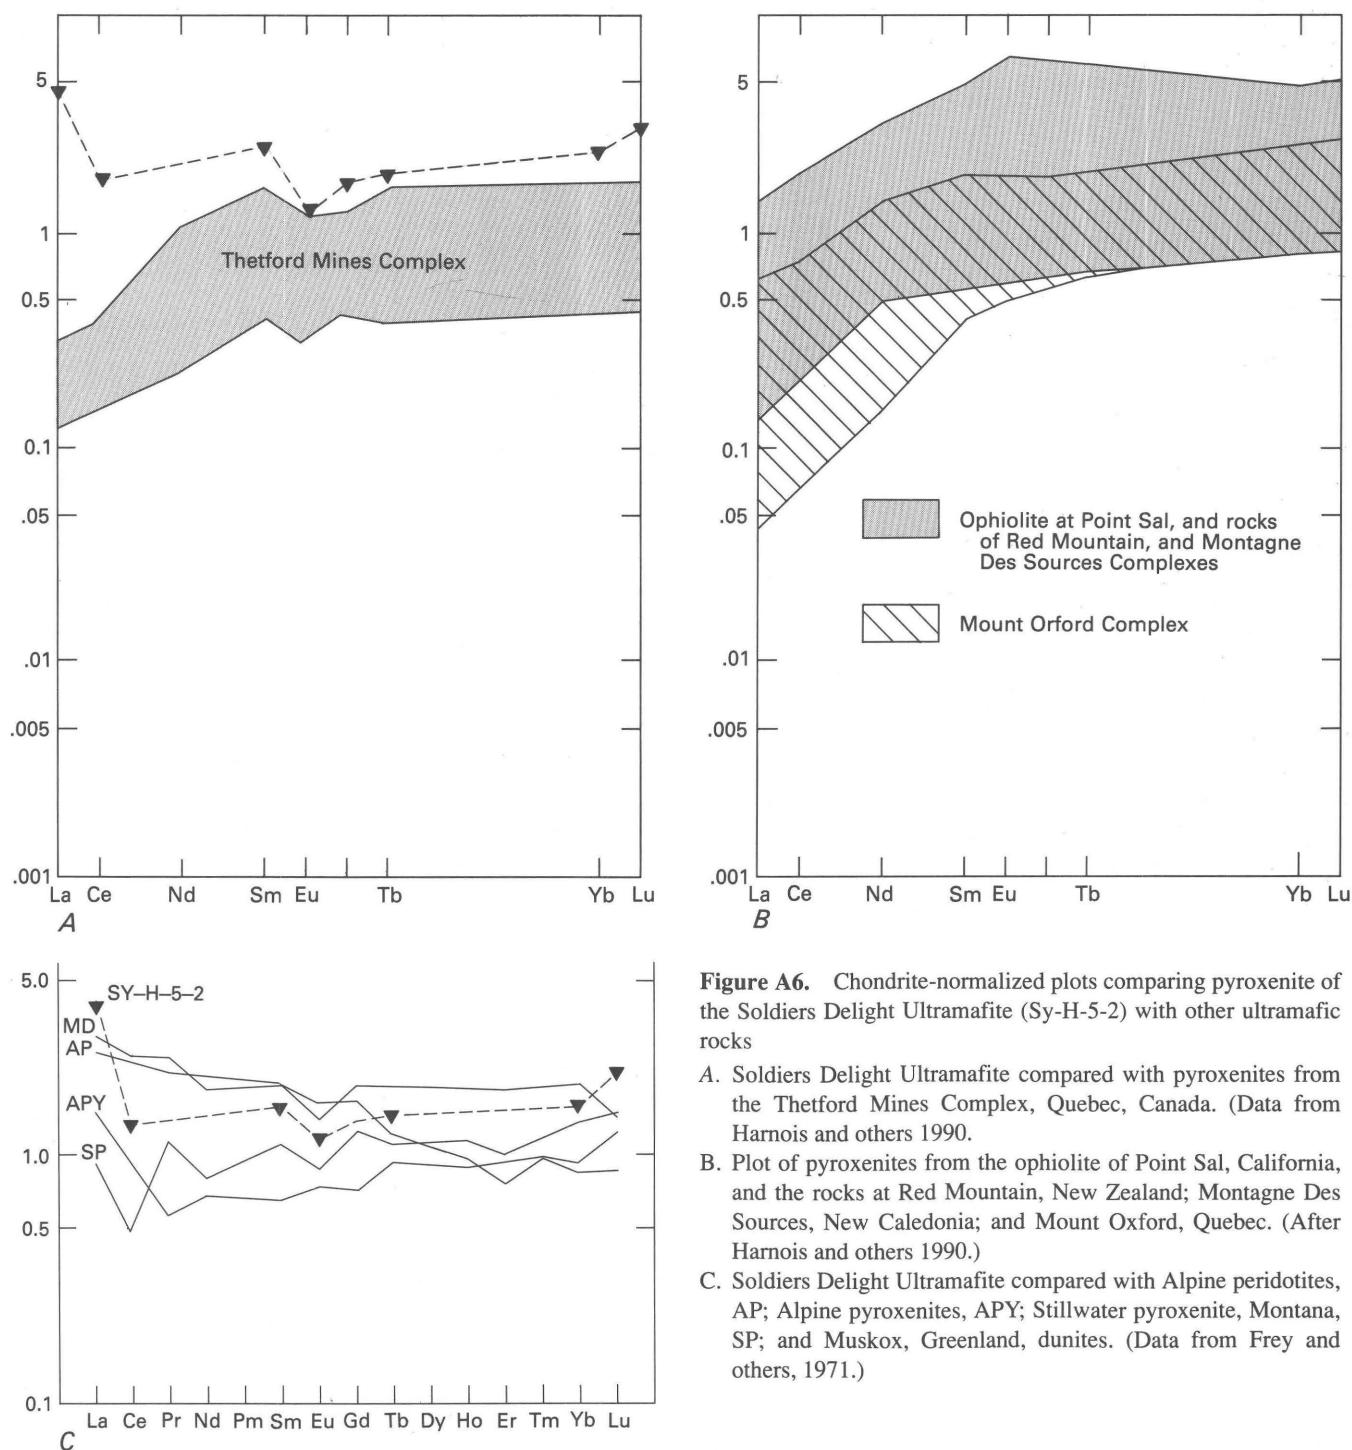 5
1
0.5
0.1
.05
.01
.005
.001
Thetford Mines Complex
La Ce Nd Sm Eu Tb Yb Lu
A
5
1
0.5
0.1
.05
.01
.005
.001
Ophiolite at Point Sal, and rocks
of Red Mountain, and Montagne
Des Sources Complexes
Mount Orford Complex
La Ce Nd Sm Eu Tb Yb Lu
B
5.0
1.0
0.5
0.1
SY–H–5–2
MD
AP
APY
SP
La Ce Pr Nd Pm Sm Eu Gd Tb Dy Ho Er Tm Yb Lu
C
Figure A6. Chondrite-normalized plots comparing pyroxenite of
the Soldiers Delight Ultramafite (Sy-H-5-2) with other ultramafic
rocks
A. Soldiers Delight Ultramafite compared with pyroxenites from
the Thetford Mines Complex, Quebec, Canada. (Data from
Harnois and others 1990.
B. Plot of pyroxenites from the ophiolite of Point Sal, California,
and the rocks at Red Mountain, New Zealand; Montagne Des
Sources, New Caledonia; and Mount Oxford, Quebec. (After
Harnois and others 1990.)
C. Soldiers Delight Ultramafite compared with Alpine peridotites,
AP; Alpine pyroxenites, APY; Stillwater pyroxenite, Montana,
SP; and Muskox, Greenland, dunites. (Data from Frey and
others, 1971.)